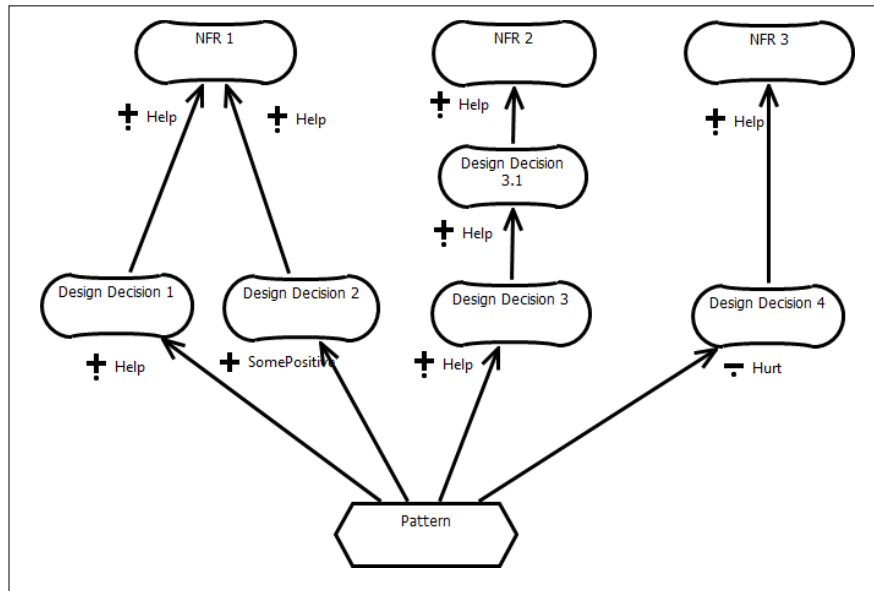 NFR 1
NFR 2
NFR 3
Help
Help
Help
Help
Design Decision
3.1
Help
Design Decision 1
Design Decision 2
Design Decision 3
Design Decision 4
Help
SomePositive
Help
Hurt
Pattern